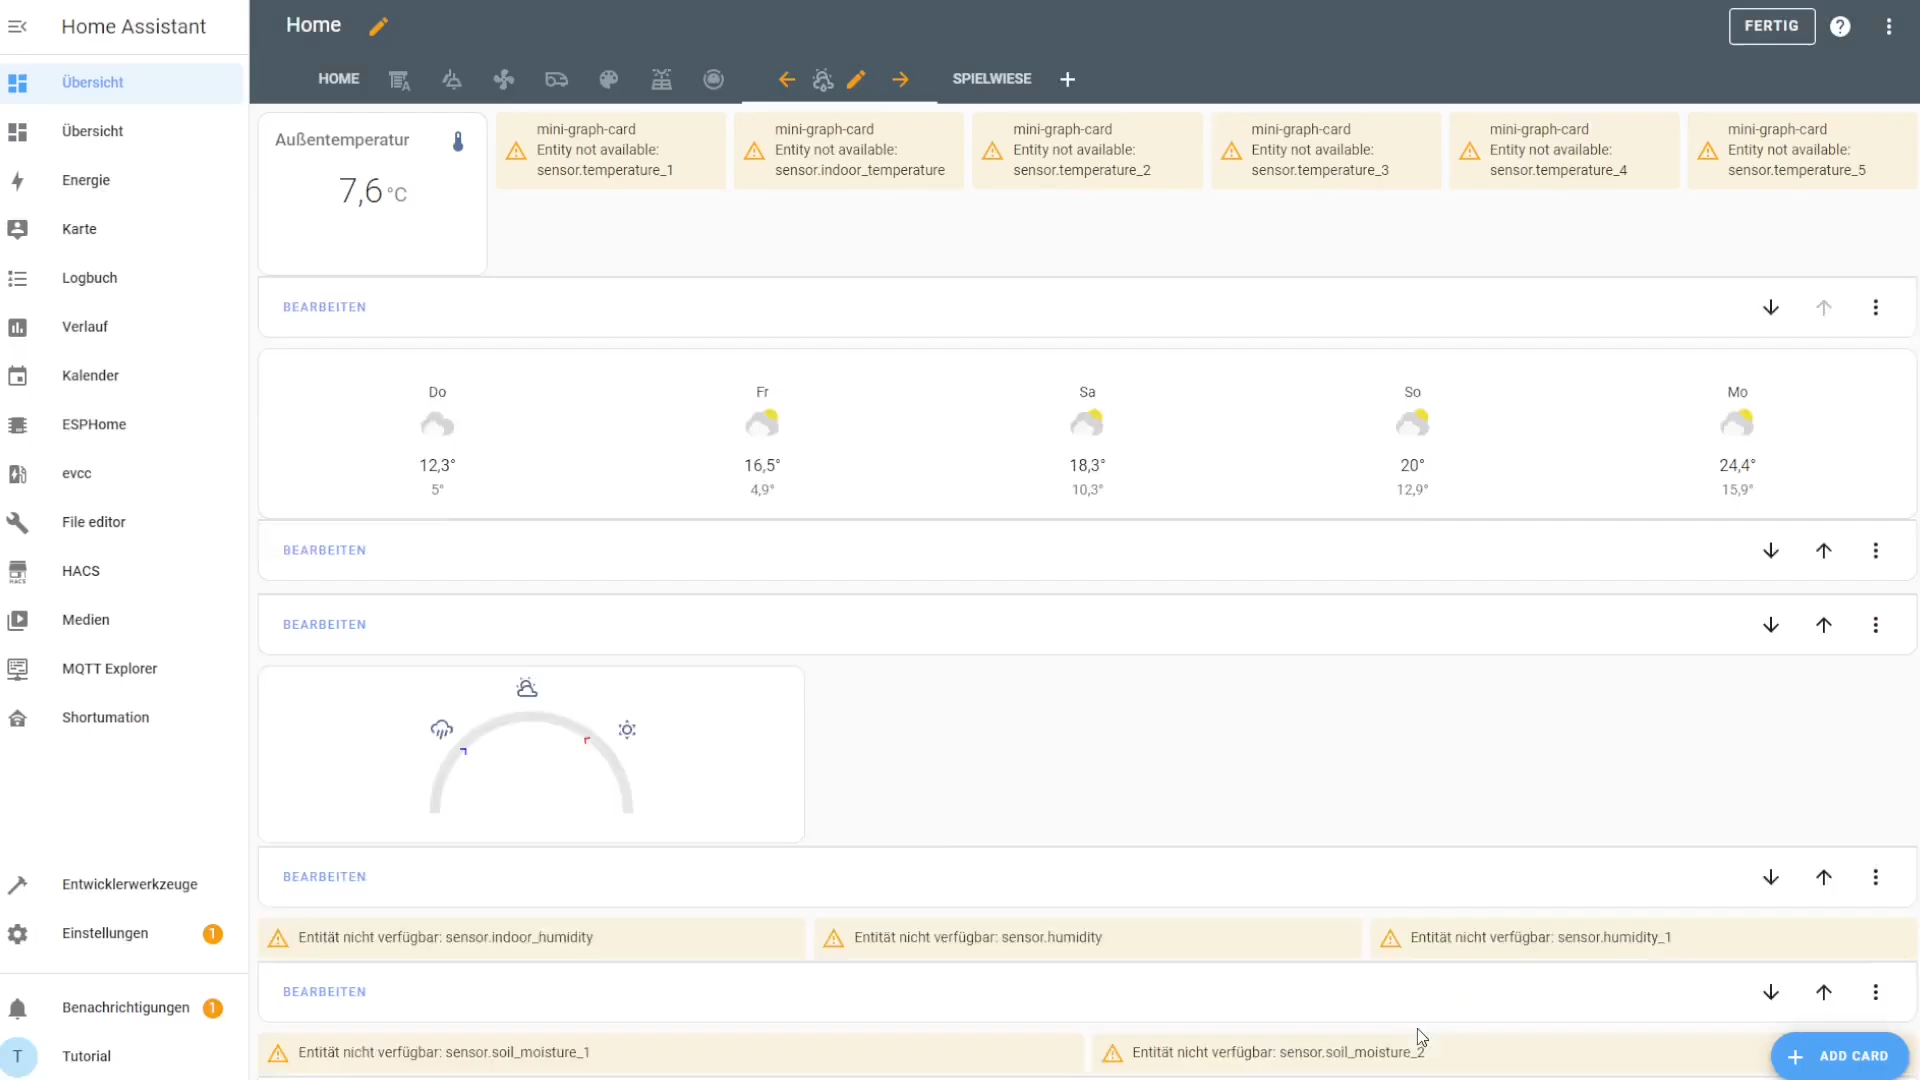 Home Assistant
Übersicht
Übersicht
Energie
Karte
Logbuch
Verlauf
Kalender
ESPHome
evcc
File editor
HACS
HACS
Medien
MQTT Explorer
Shortumation
Entwicklerwerkzeuge
Einstellungen 1
Benachrichtigungen 1
T Tutorial
Home
FERTIG
HOME
SPIELWIESE
Außentemperatur
7,6 °C
mini-graph-card
Entity not available:
sensor.temperature_1
mini-graph-card
Entity not available:
sensor.indoor_temperature
mini-graph-card
Entity not available:
sensor.temperature_2
mini-graph-card
Entity not available:
sensor.temperature_3
mini-graph-card
Entity not available:
sensor.temperature_4
mini-graph-card
Entity not available:
sensor.temperature_5
BEARBEITEN
Do Fr Sa So Mo
12,3° 16,5° 18,3° 20° 24,4°
5° 4,9° 10,3° 12,9° 15,9°
BEARBEITEN
BEARBEITEN
BEARBEITEN
Entität nicht verfügbar: sensor.indoor_humidity
Entität nicht verfügbar: sensor.humidity
Entität nicht verfügbar: sensor.humidity_1
BEARBEITEN
Entität nicht verfügbar: sensor.soil_moisture_1
Entität nicht verfügbar: sensor.soil_moisture_2
ADD CARD